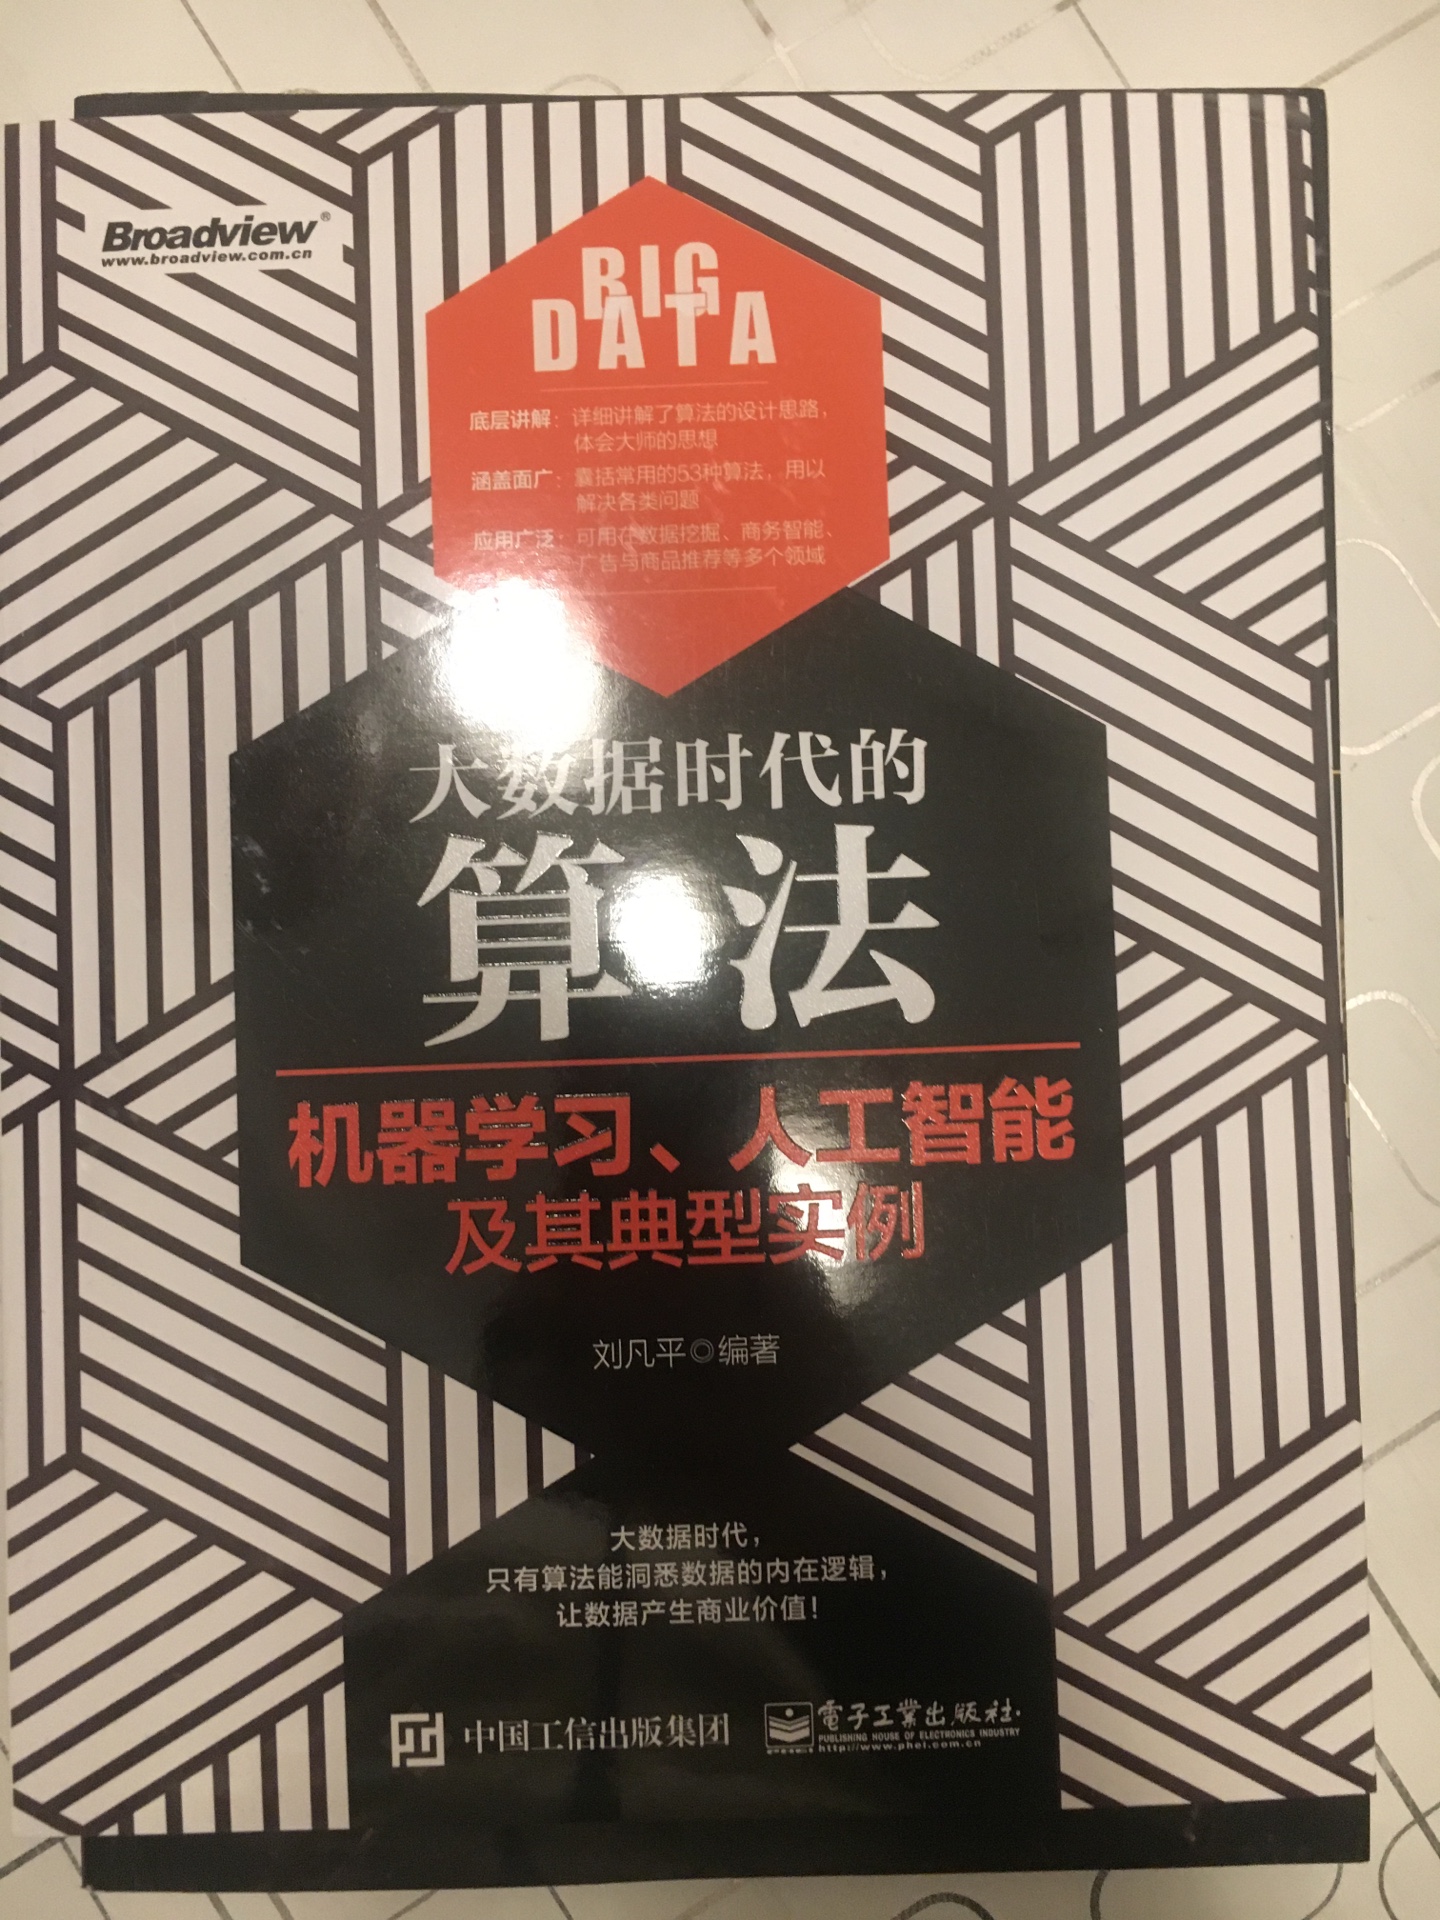 Broadview®
www.broadview.com.cn
BIG
DATA
底层讲解：详细讲解了算法的设计思路，
体会大师的思想
涵盖面广：囊括常用的53种算法，用以
解决各类问题
应用广泛：可用在数据挖掘、商务智能、
广告与商品推荐等多个领域
大数据时代的
算法
机器学习、人工智能
及其典型实例
刘凡平◎编著
大数据时代，
只有算法能洞悉数据的内在逻辑，
让数据产生商业价值！
中国工信出版集团
電子工業出版社·
PUBLISHING HOUSE OF ELECTRONICS INDUSTRY
http://www.phei.com.cn
PHEI